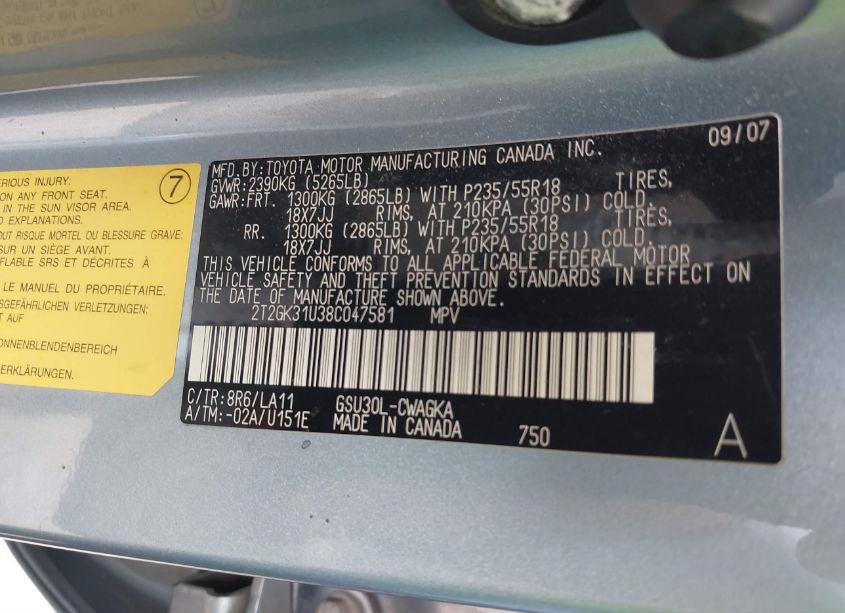 ERIOUS INJURY.
ON ANY FRONT SEAT.
IN THE SUN VISOR AREA.
D EXPLANATIONS.
OUT RISQUE MORTEL OU BLESSURE GRAVE.
SUR UN SIÈGE AVANT.
FLABLE SRS ET DÉCRITES À
LE MANUEL DU PROPRIÉTAIRE.
SGEFÄHRLICHEN VERLETZUNGEN:
T AUF
ONNENBLENDENBEREICH
ERKLÄRUNGEN.
7
09/07
MFD.BY:TOYOTA MOTOR MANUFACTURING CANADA INC.
GVWR:2390KG (5265LB)
GAWR:FRT. 1300KG (2865LB) WITH P235/55R18 TIRES,
18X7JJ RIMS, AT 210KPA (30PSI) COLD.
RR. 1300KG (2865LB) WITH P235/55R18 TIRES,
18X7JJ RIMS, AT 210KPA (30PSI) COLD.
THIS VEHICLE CONFORMS TO ALL APPLICABLE FEDERAL MOTOR
VEHICLE SAFETY AND THEFT PREVENTION STANDARDS IN EFFECT ON
THE DATE OF MANUFACTURE SHOWN ABOVE.
2T2GK31U38C047581 MPV
C/TR:8R6/LA11 GSU30L-CWAGKA
A/TM:-02A/U151E MADE IN CANADA 750
A